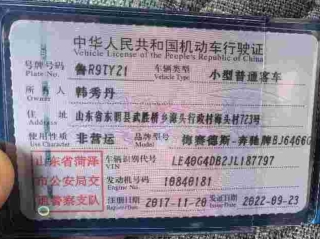 中华人民共和国机动车行驶证
Vehicle License of the People's Republic of China
号牌号码 鲁R9TY21 车辆类型 小型普通客车
Plate No. Vehicle Type
所有人 韩秀丹
Owner
住址 山东省东明县武胜桥乡海头行政村海头村723号
Address
使用性质 非营运 品牌型号 梅赛德斯-奔驰牌BJ6466G
Use Character Model
山东省菏泽 车辆识别代号 LE40G4DB2JL187797
VIN
市公安局交 发动机号码 10840181
Engine No.
通警察支队 注册日期 2017-11-20 发证日期 2022-09-23
Register Date Issue Date